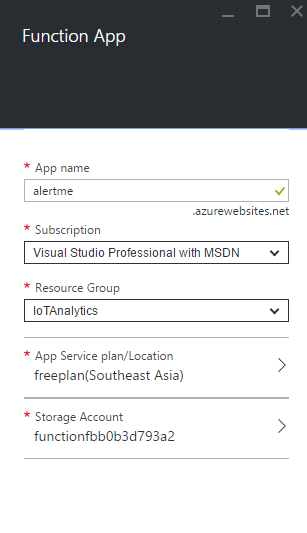 Function App
* App name
alertme
.azurewebsites.net
* Subscription
Visual Studio Professional with MSDN
* Resource Group
IoTAnalytics
* App Service plan/Location
freeplan(Southeast Asia)
* Storage Account
functionfbb0b3d793a2